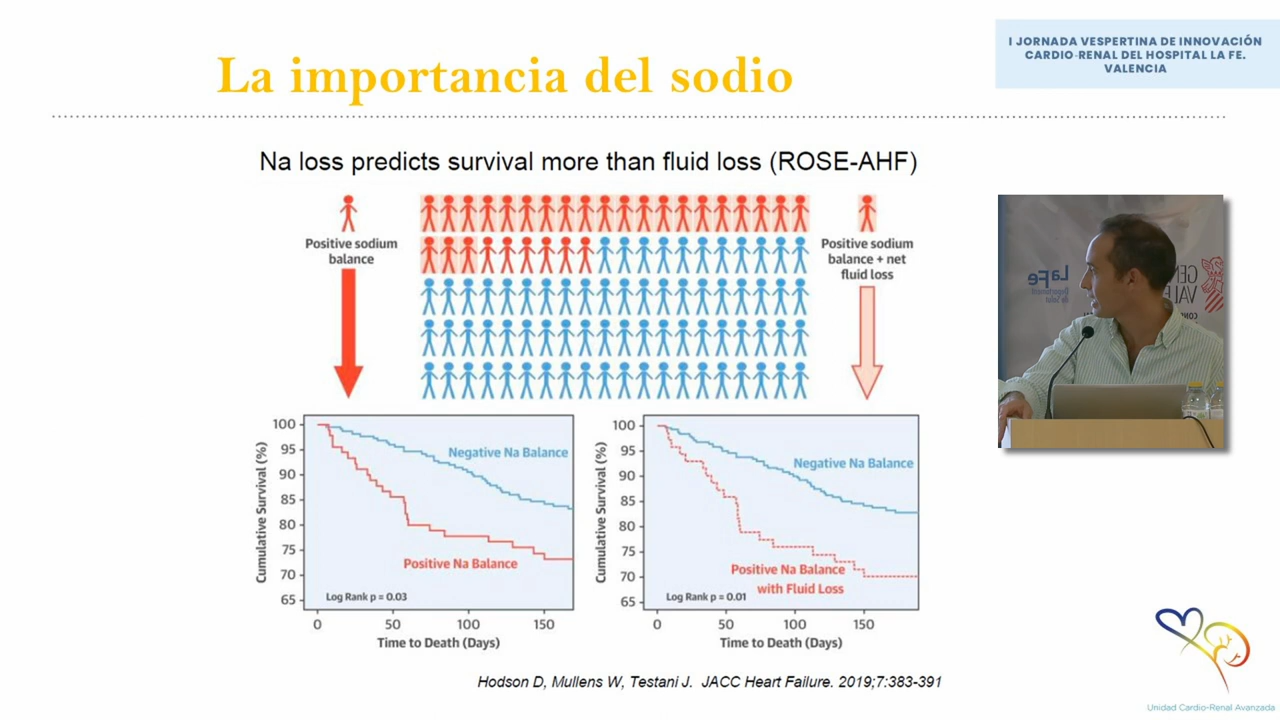 I JORNADA VESPERTINA DE INNOVACIÓN
CARDIO-RENAL DEL HOSPITAL LA FE.
VALENCIA
La importancia del sodio
Na loss predicts survival more than fluid loss (ROSE-AHF)
Positive sodium
balance
Positive sodium
balance + net
fluid loss
Cumulative Survival (%)
100
95
90
85
80
75
70
65
Negative Na Balance
Positive Na Balance
Log Rank p = 0.03
0
50
100
150
Time to Death (Days)
Cumulative Survival (%)
100
95
90
85
80
75
70
65
Negative Na Balance
Positive Na Balance
with Fluid Loss
Log Rank p = 0.01
0
50
100
150
Time to Death (Days)
Hodson D, Mullens W, Testani J. JACC Heart Failure. 2019;7:383-391
LaFe
GEN
VAL
Unidad Cardio-Renal Avanzada